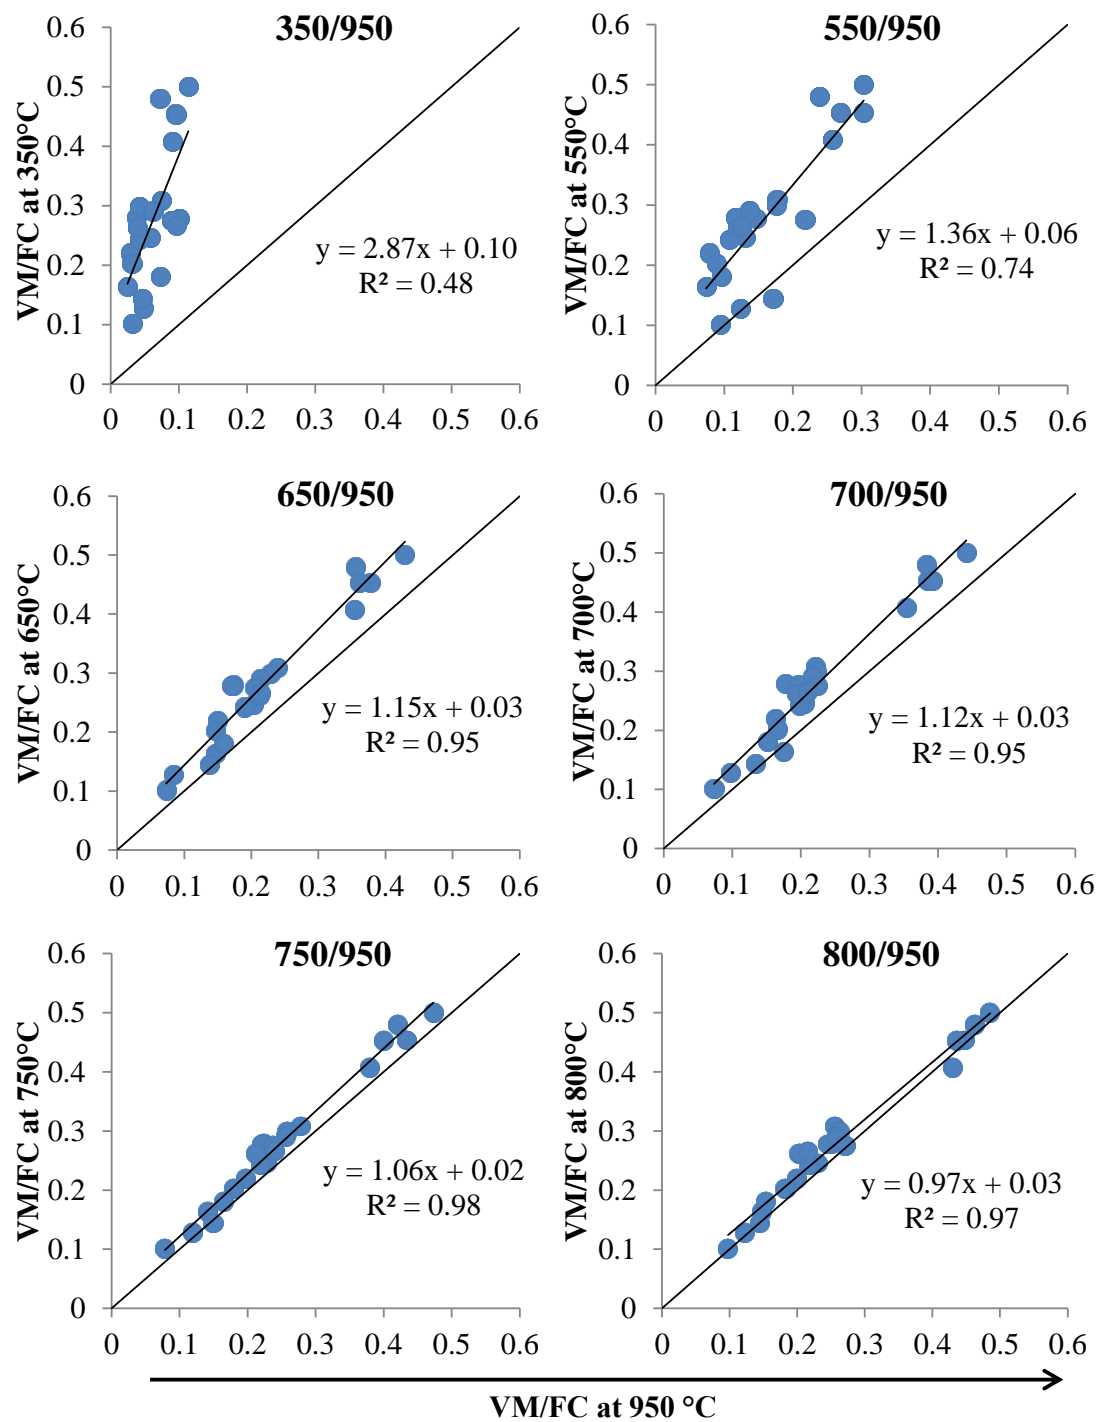 350/950
VM/FC at 350°C
0.6
0.5
0.4
0.3
0.2
0.1
0
y = 2.87x + 0.10
R² = 0.48
0 0.1 0.2 0.3 0.4 0.5 0.6
550/950
VM/FC at 550°C
0.6
0.5
0.4
0.3
0.2
0.1
0
y = 1.36x + 0.06
R² = 0.74
0 0.1 0.2 0.3 0.4 0.5 0.6
650/950
VM/FC at 650°C
0.6
0.5
0.4
0.3
0.2
0.1
0
y = 1.15x + 0.03
R² = 0.95
0 0.1 0.2 0.3 0.4 0.5 0.6
700/950
VM/FC at 700°C
0.6
0.5
0.4
0.3
0.2
0.1
0
y = 1.12x + 0.03
R² = 0.95
0 0.1 0.2 0.3 0.4 0.5 0.6
750/950
VM/FC at 750°C
0.6
0.5
0.4
0.3
0.2
0.1
0
y = 1.06x + 0.02
R² = 0.98
0 0.1 0.2 0.3 0.4 0.5 0.6
800/950
VM/FC at 800°C
0.6
0.5
0.4
0.3
0.2
0.1
0
y = 0.97x + 0.03
R² = 0.97
0 0.1 0.2 0.3 0.4 0.5 0.6
VM/FC at 950 °C